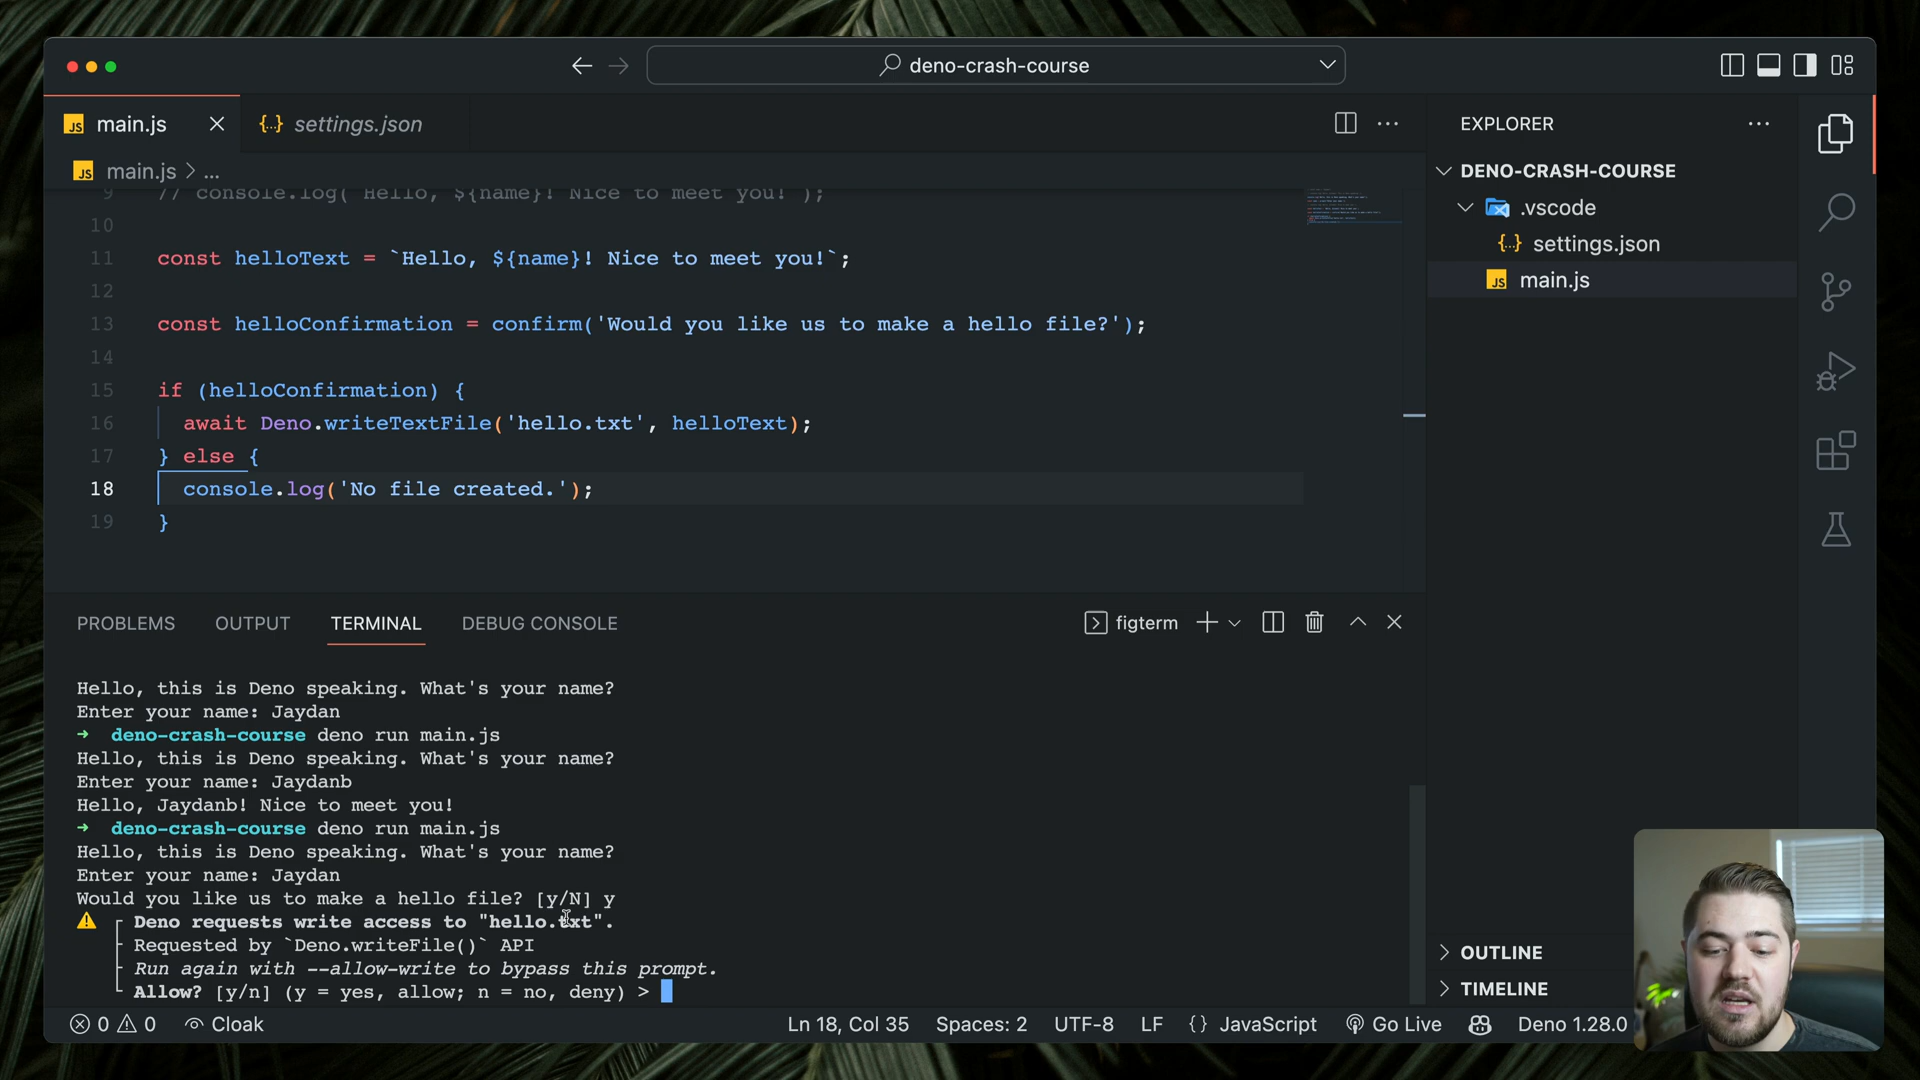 deno-crash-course
JS main.js
{..} settings.json
JS main.js > ...
9 // console.log(`Hello, ${name}! Nice to meet you!`);
10
11 const helloText = `Hello, ${name}! Nice to meet you!`;
12
13 const helloConfirmation = confirm('Would you like us to make a hello file?');
14
15 if (helloConfirmation) {
16 await Deno.writeTextFile('hello.txt', helloText);
17 } else {
18 console.log('No file created.');
19 }
EXPLORER
DENO-CRASH-COURSE
.vscode
{..} settings.json
JS main.js
PROBLEMS OUTPUT TERMINAL DEBUG CONSOLE
figterm
Hello, this is Deno speaking. What's your name?
Enter your name: Jaydan
➜ deno-crash-course deno run main.js
Hello, this is Deno speaking. What's your name?
Enter your name: Jaydanb
Hello, Jaydanb! Nice to meet you!
➜ deno-crash-course deno run main.js
Hello, this is Deno speaking. What's your name?
Enter your name: Jaydan
Would you like us to make a hello file? [y/N] y
Deno requests write access to "hello.txt".
Requested by `Deno.writeFile()` API
Run again with --allow-write to bypass this prompt.
Allow? [y/n] (y = yes, allow; n = no, deny) >
OUTLINE
TIMELINE
0 0 Cloak
Ln 18, Col 35 Spaces: 2 UTF-8 LF {} JavaScript Go Live Deno 1.28.0